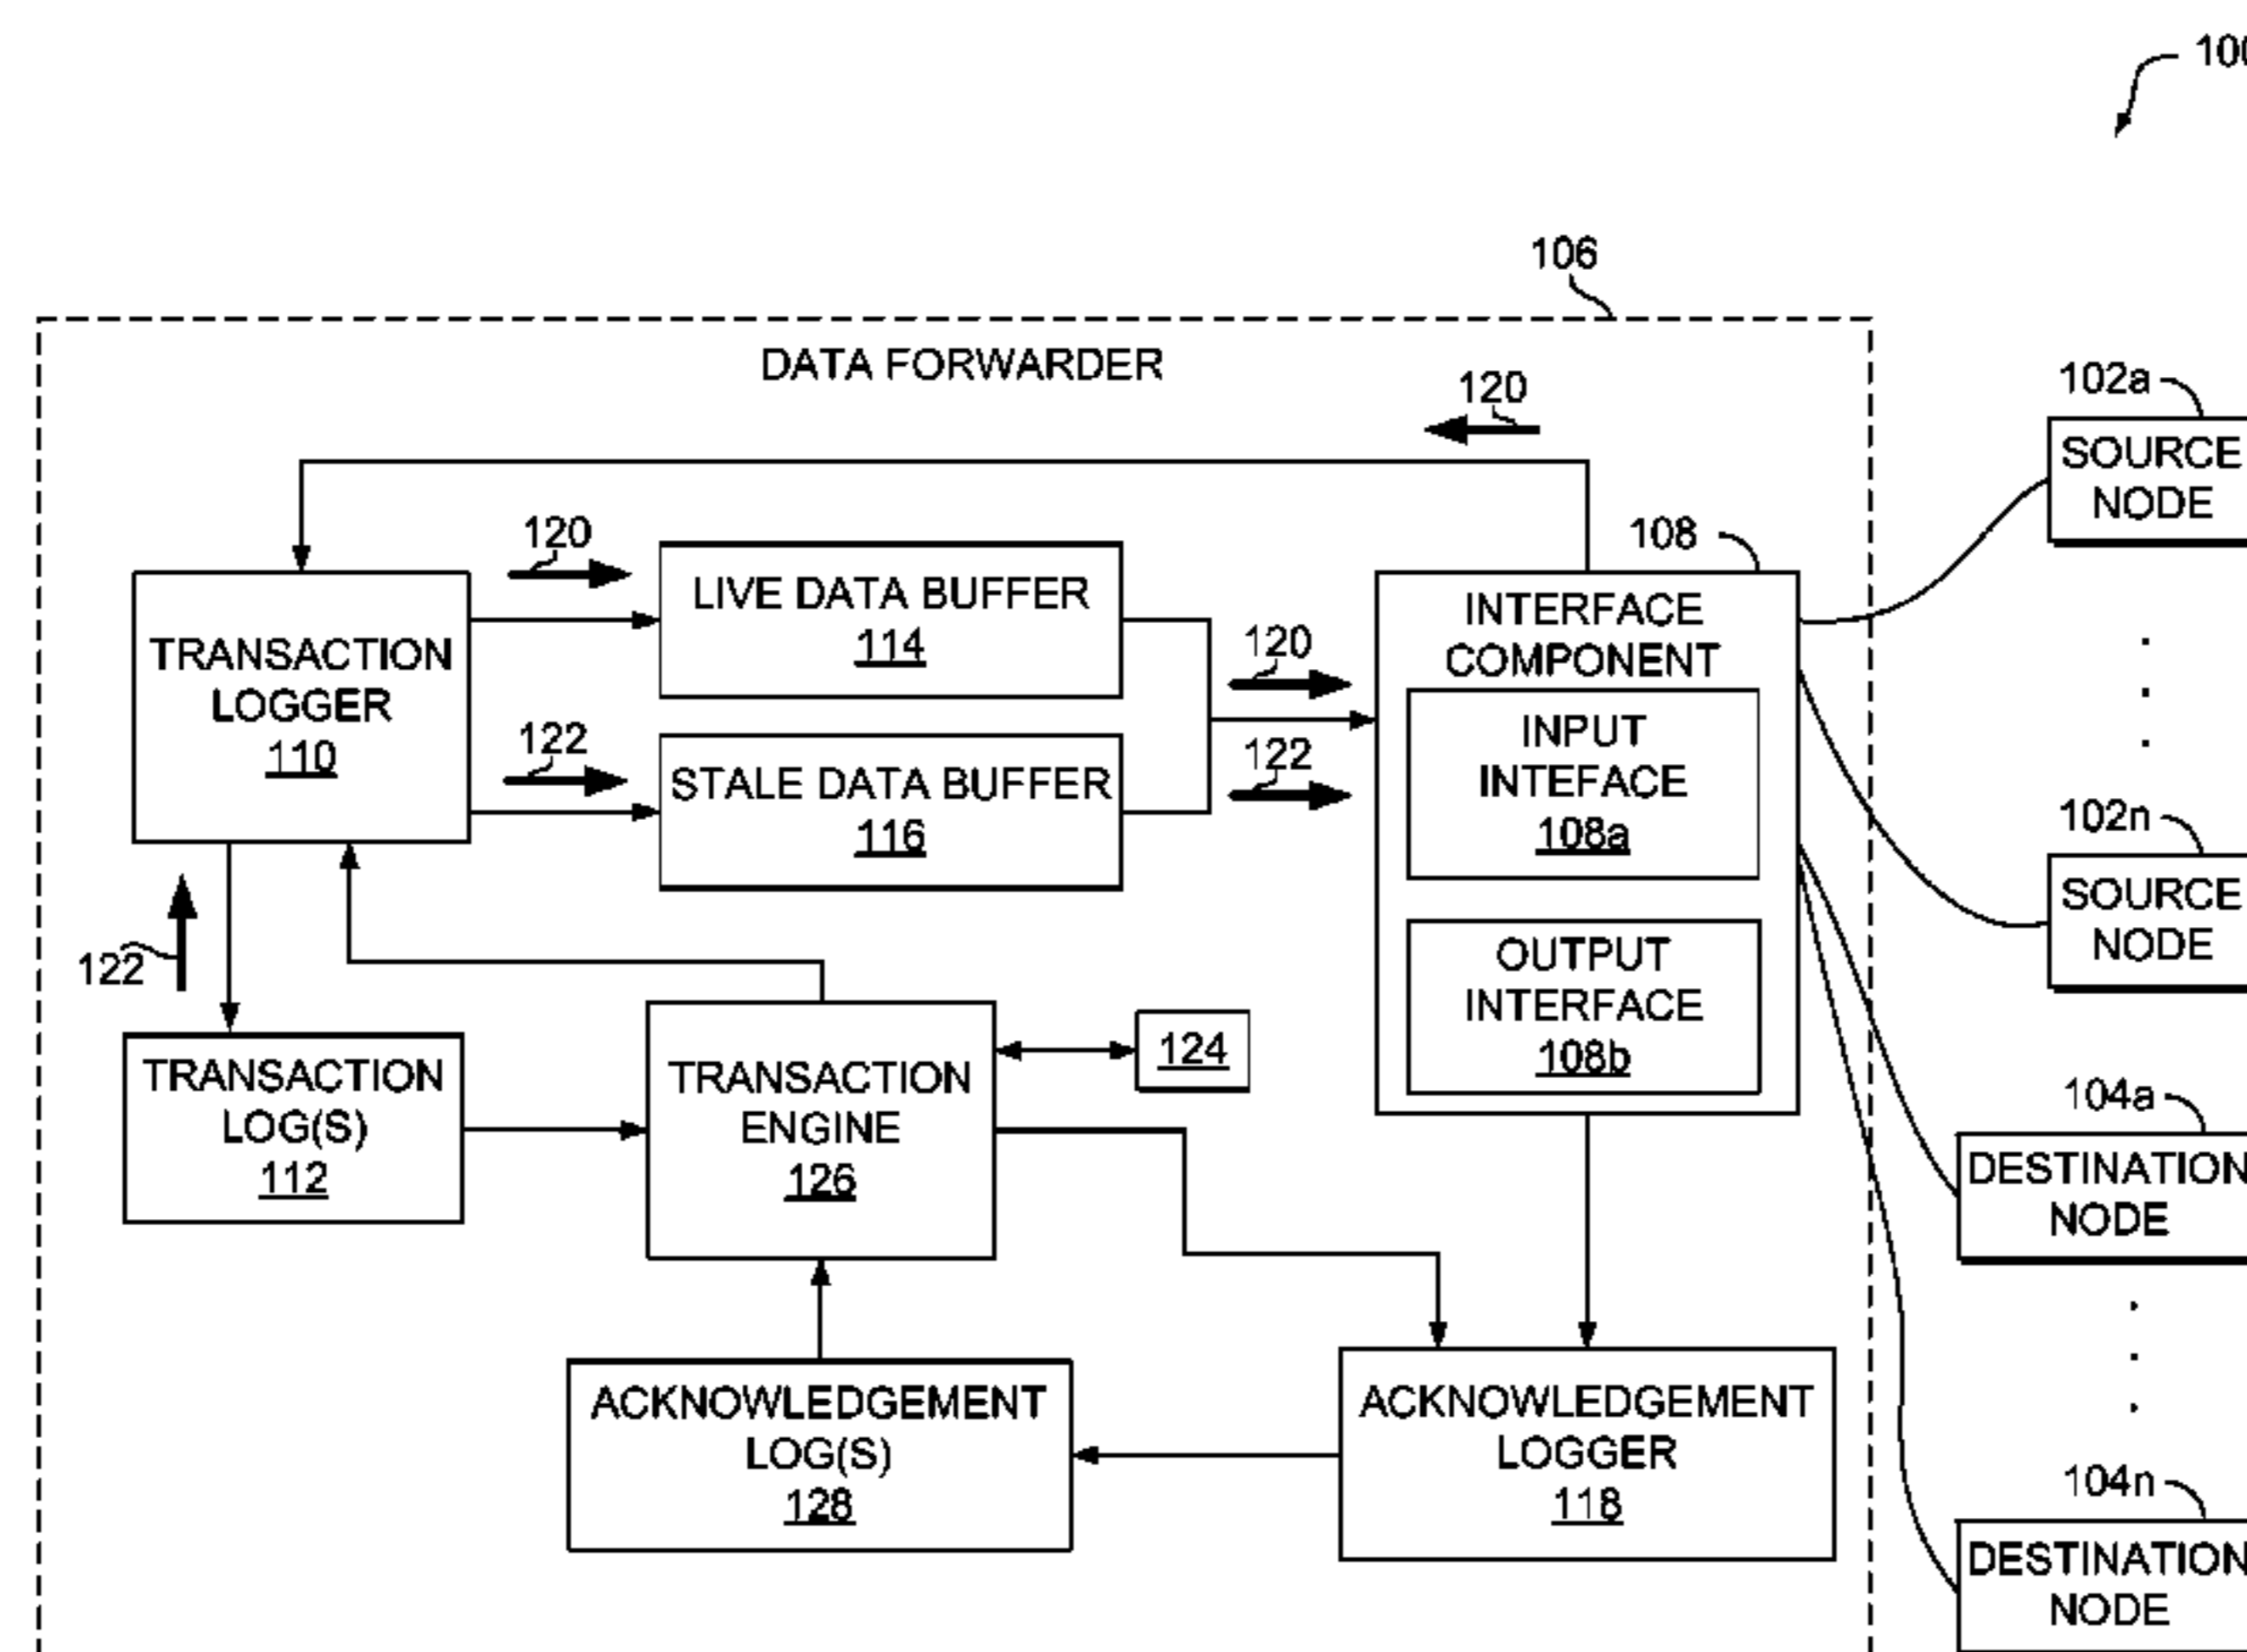 100
106
DATA FORWARDER
120
102a
SOURCE
NODE
120
LIVE DATA BUFFER
114
108
INTERFACE
COMPONENT
TRANSACTION
LOGGER
110
120
122
STALE DATA BUFFER
116
122
INPUT
INTEFACE
108a
102n
SOURCE
NODE
122
OUTPUT
INTERFACE
108b
TRANSACTION
LOG(S)
112
TRANSACTION
ENGINE
126
124
104a
DESTINATION
NODE
ACKNOWLEDGEMENT
LOG(S)
128
ACKNOWLEDGEMENT
LOGGER
118
104n
DESTINATION
NODE